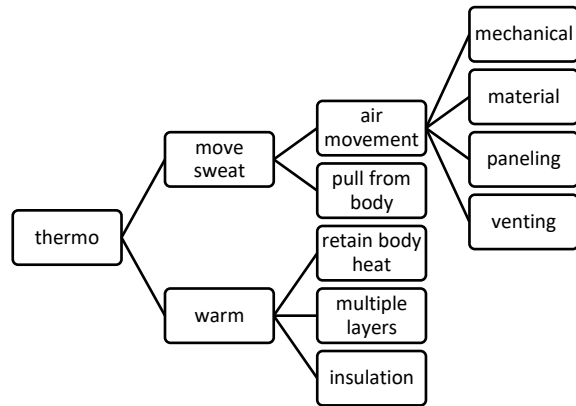 mechanical
air
movement
material
move
sweat
paneling
pull from
body
venting
thermo
retain body
heat
warm
multiple
layers
insulation